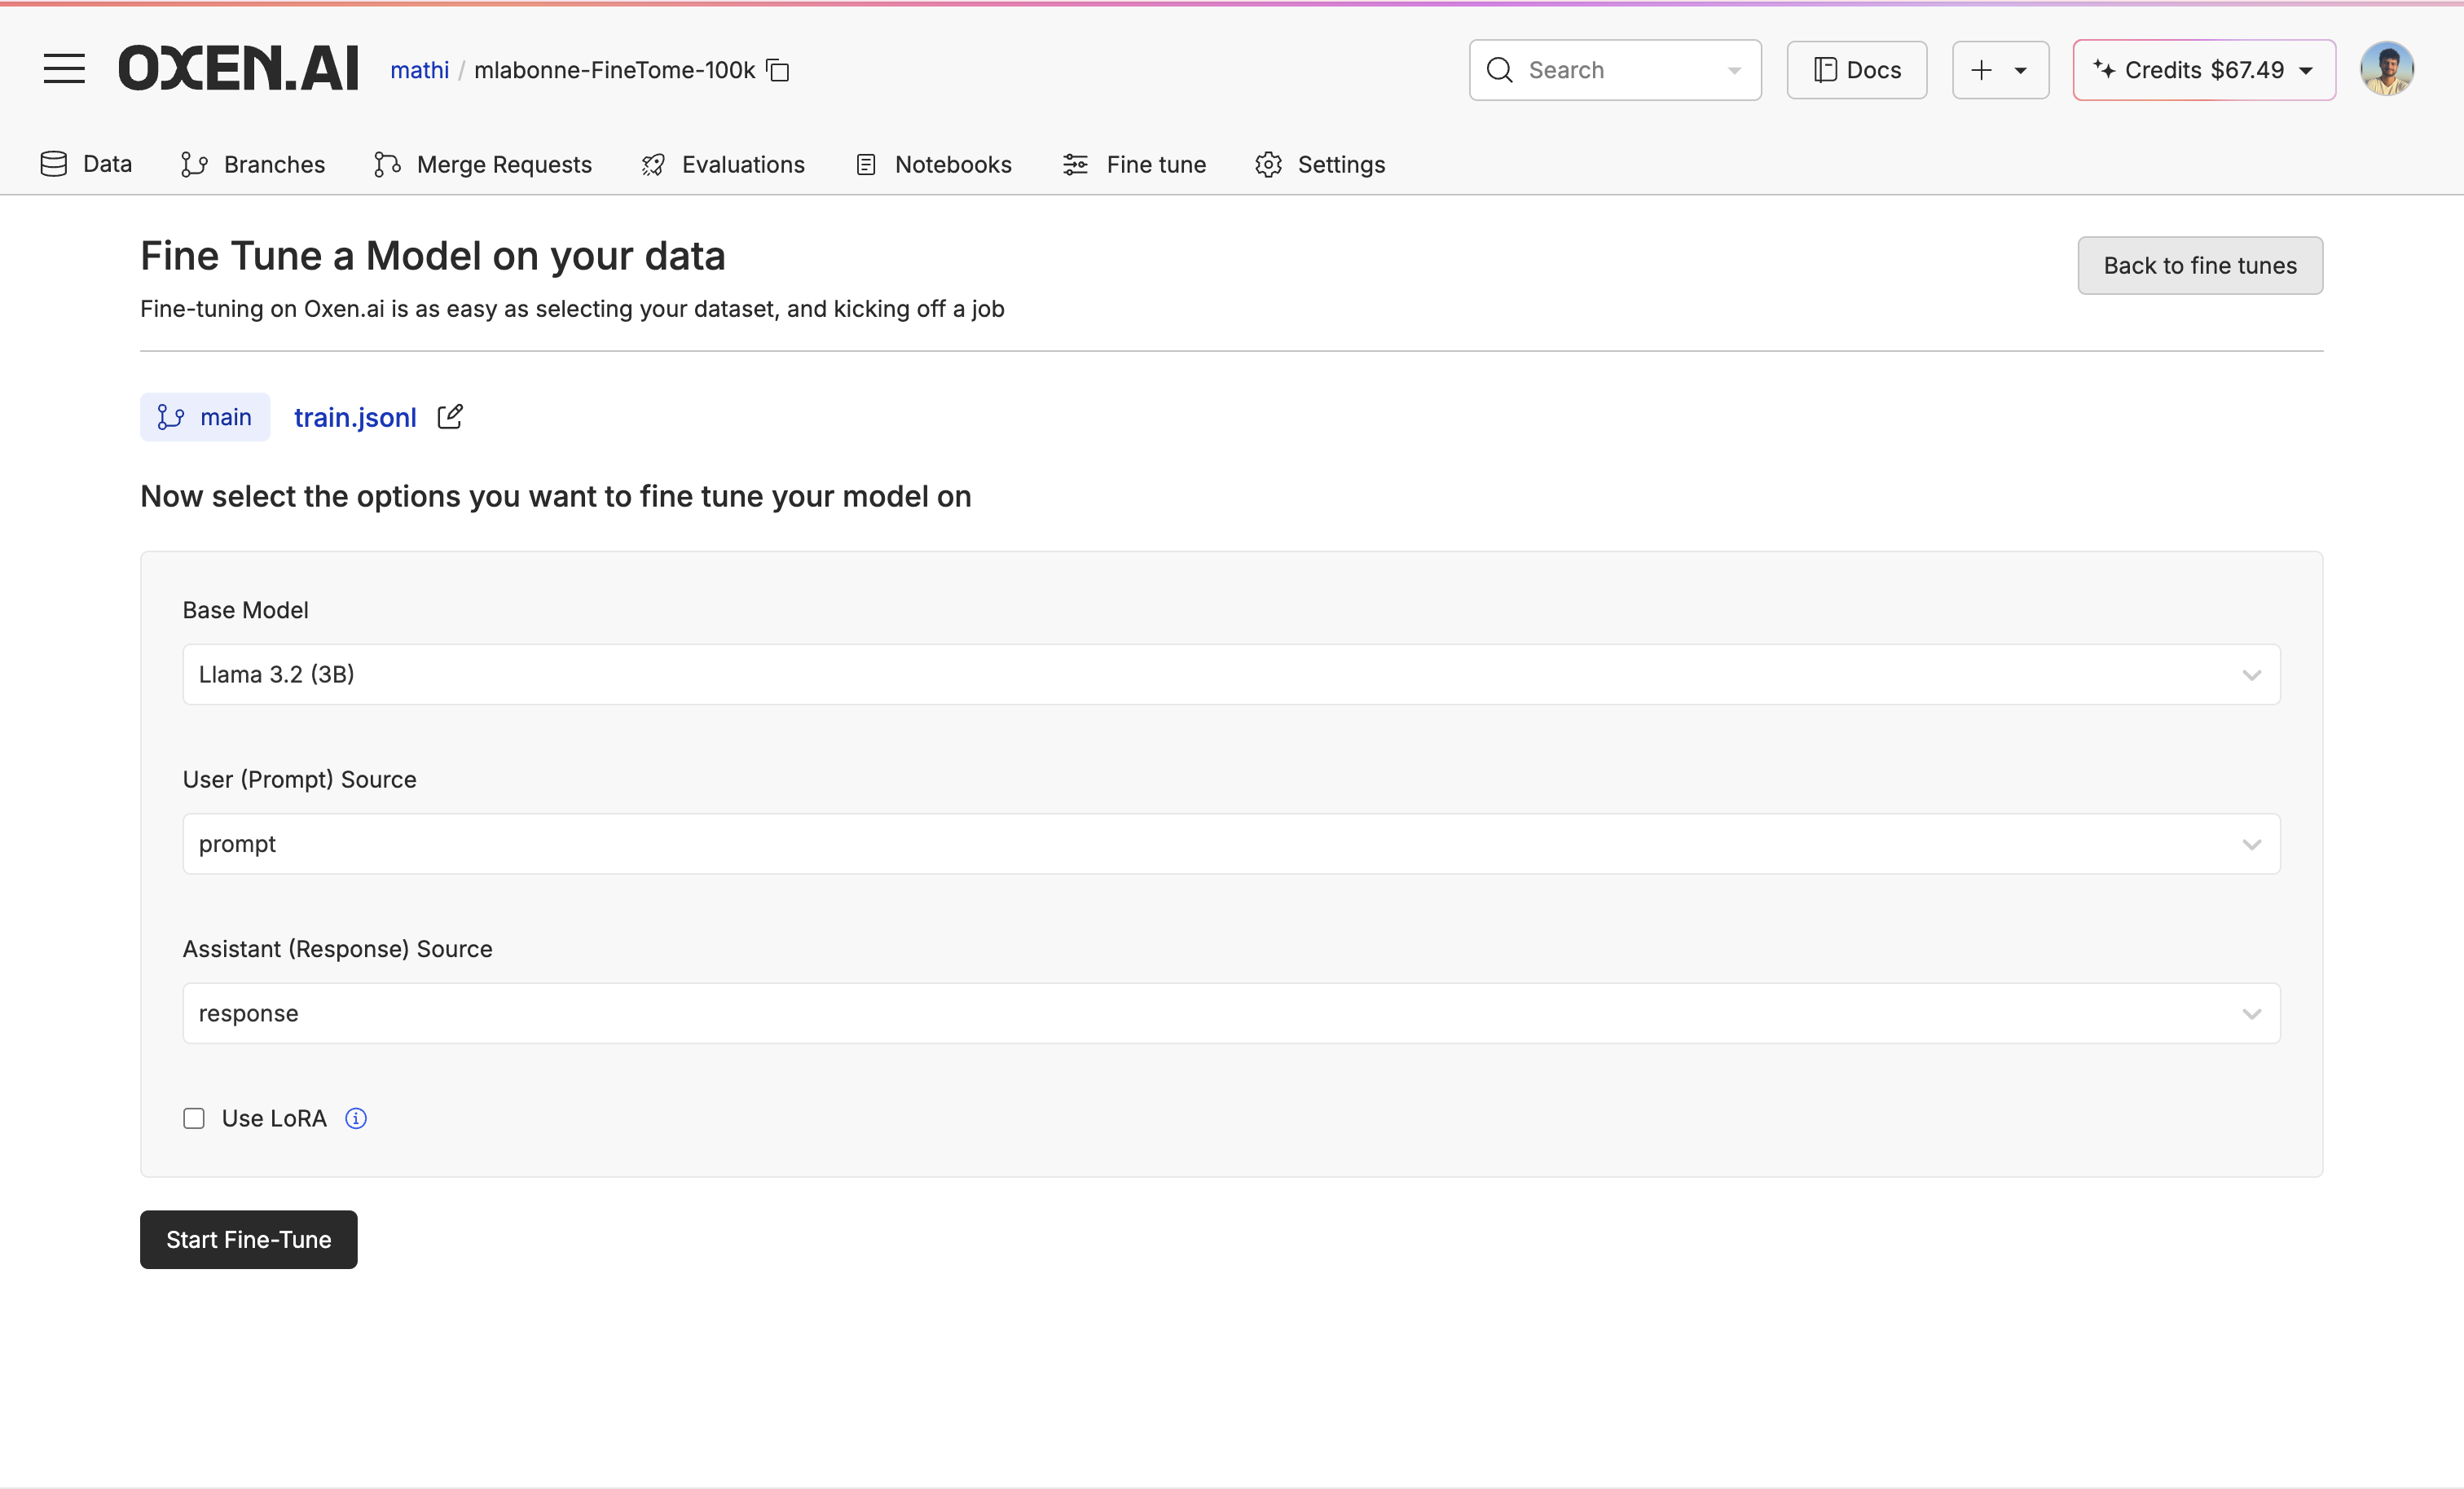 OXEN.AI mathi / mlabonne-FineTome-100k Search Docs Credits $67.49
Data Branches Merge Requests Evaluations Notebooks Fine tune Settings
Fine Tune a Model on your data
Back to fine tunes
Fine-tuning on Oxen.ai is as easy as selecting your dataset, and kicking off a job
main train.jsonl
Now select the options you want to fine tune your model on
Base Model
Llama 3.2 (3B)
User (Prompt) Source
prompt
Assistant (Response) Source
response
Use LoRA
Start Fine-Tune